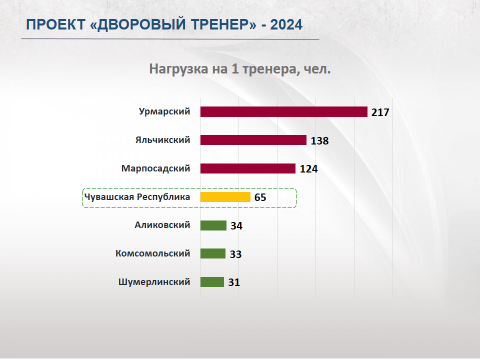 ПРОЕКТ «ДВОРОВЫЙ ТРЕНЕР» - 2024
Нагрузка на 1 тренера, чел.
Урмарский 217
Яльчикский 138
Марпосадский 124
Чувашская Республика 65
Аликовский 34
Комсомольский 33
Шумерлинский 31